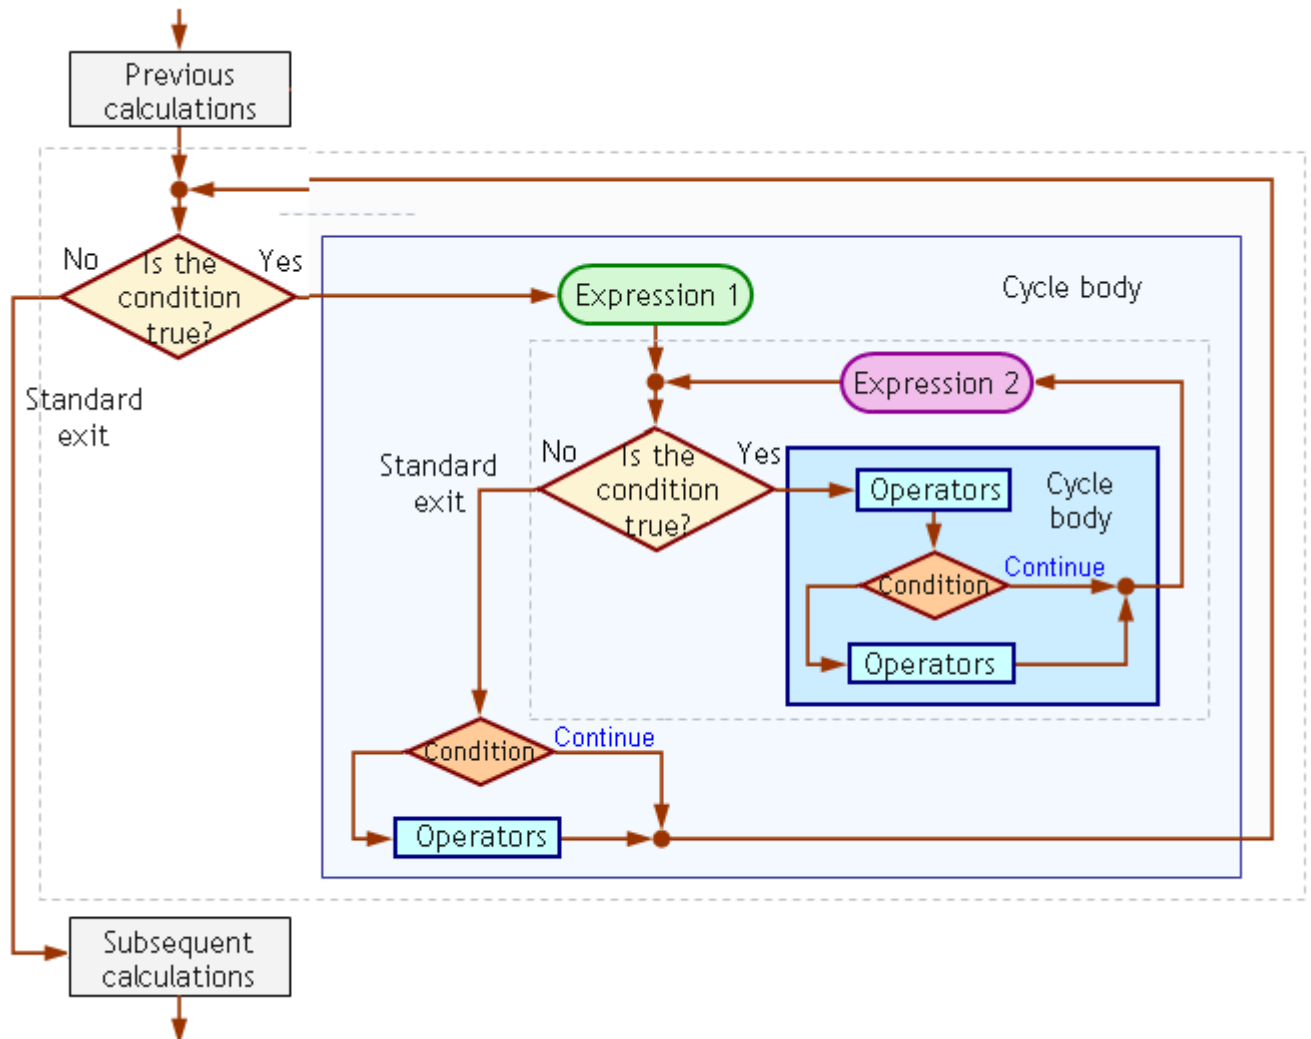 Previous
calculations
No
Is the
condition
true?
Yes
Expression 1
Cycle body
Standard
exit
Expression 2
Standard
exit
No
Is the
condition
true?
Yes
Operators
Cycle
body
Condition
Continue
Operators
Condition
Continue
Operators
Subsequent
calculations